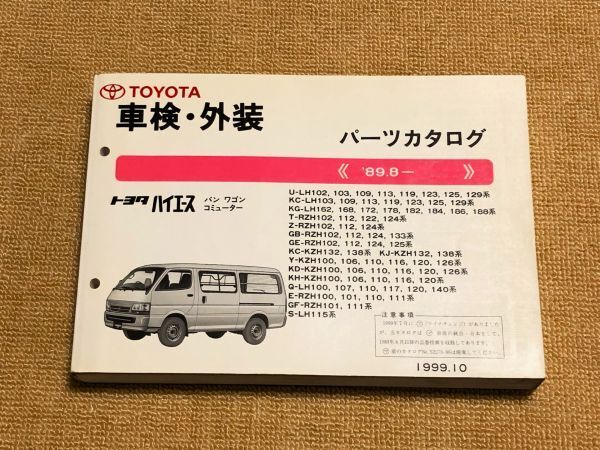 TOYOTA
車検・外装
パーツカタログ
《 '89.8ー 》
トヨタ ハイエース バン ワゴン
コミューター
U-LH102, 103, 109, 113, 119, 123, 125, 129系
KC-LH103, 109, 113, 119, 123, 125, 129系
KG-LH162, 168, 172, 178, 182, 184, 186, 188系
T-RZH102, 112, 122, 124系
Z-RZH102, 112, 124系
GB-RZH102, 112, 124, 133系
GE-RZH102, 112, 124, 125系
KC-KZH132, 138系 KJ-KZH132, 138系
Y-KZH100, 106, 110, 116, 120, 126系
KD-KZH100, 106, 110, 116, 120, 126系
KH-KZH100, 106, 110, 116, 120系
Q-LH100, 107, 110, 117, 120, 140系
E-RZH100, 101, 110, 111系
GF-RZH101, 111系
S-LH115系
注意事項
1999.10